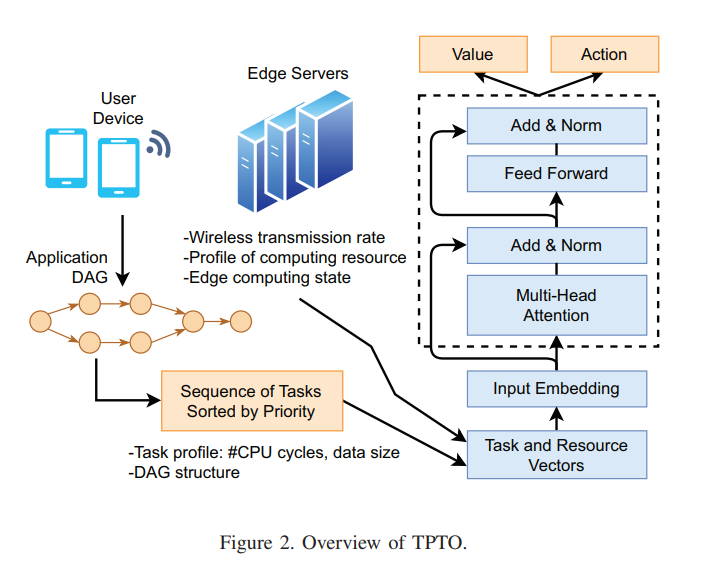 Value
Action
Edge Servers
User
Device
Add & Norm
Feed Forward
-Wireless transmission rate
-Profile of computing resource
-Edge computing state
Add & Norm
Application
DAG
Multi-Head
Attention
Sequence of Tasks
Sorted by Priority
Input Embedding
-Task profile: #CPU cycles, data size
-DAG structure
Task and Resource
Vectors
Figure 2. Overview of TPTO.